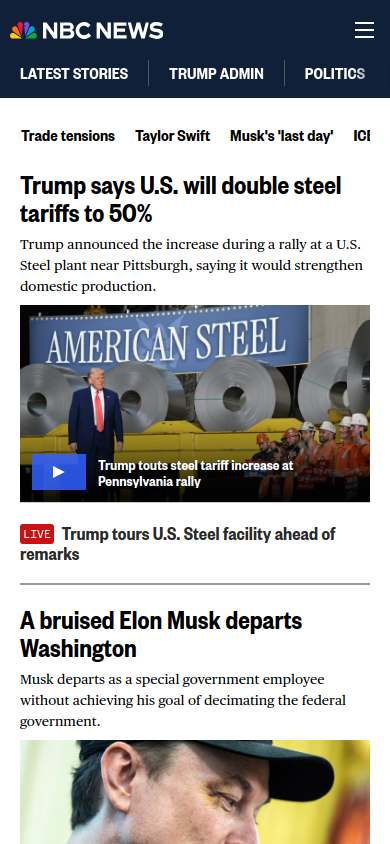 NBC NEWS
LATEST STORIES
TRUMP ADMIN
POLITICS
Trade tensions
Taylor Swift
Musk's 'last day'
ICE
Trump says U.S. will double steel
tariffs to 50%
Trump announced the increase during a rally at a U.S.
Steel plant near Pittsburgh, saying it would strengthen
domestic production.
AMERICAN STEEL
Trump touts steel tariff increase at
Pennsylvania rally
LIVE Trump tours U.S. Steel facility ahead of
remarks
A bruised Elon Musk departs
Washington
Musk departs as a special government employee
without achieving his goal of decimating the federal
government.